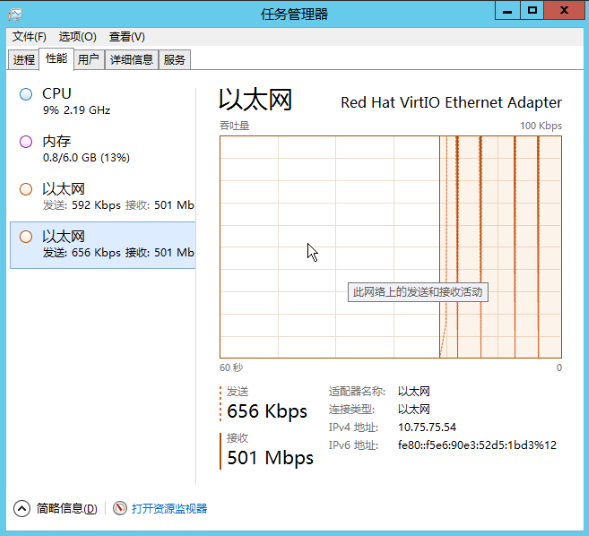 任务管理器
文件(F) 选项(O) 查看(V)
进程 性能 用户 详细信息 服务
CPU
9% 2.19 GHz
内存
0.8/6.0 GB (13%)
以太网
发送: 592 Kbps 接收: 501 Mb
以太网
发送: 656 Kbps 接收: 501 Mb
以太网 Red Hat VirtIO Ethernet Adapter
吞吐量 100 Kbps
此网络上的发送和接收活动
60 秒 0
发送
656 Kbps
接收
501 Mbps
适配器名称: 以太网
连接类型: 以太网
IPv4 地址: 10.75.75.54
IPv6 地址: fe80::f5e6:90e3:52d5:1bd3%12
简略信息(D) 打开资源监视器